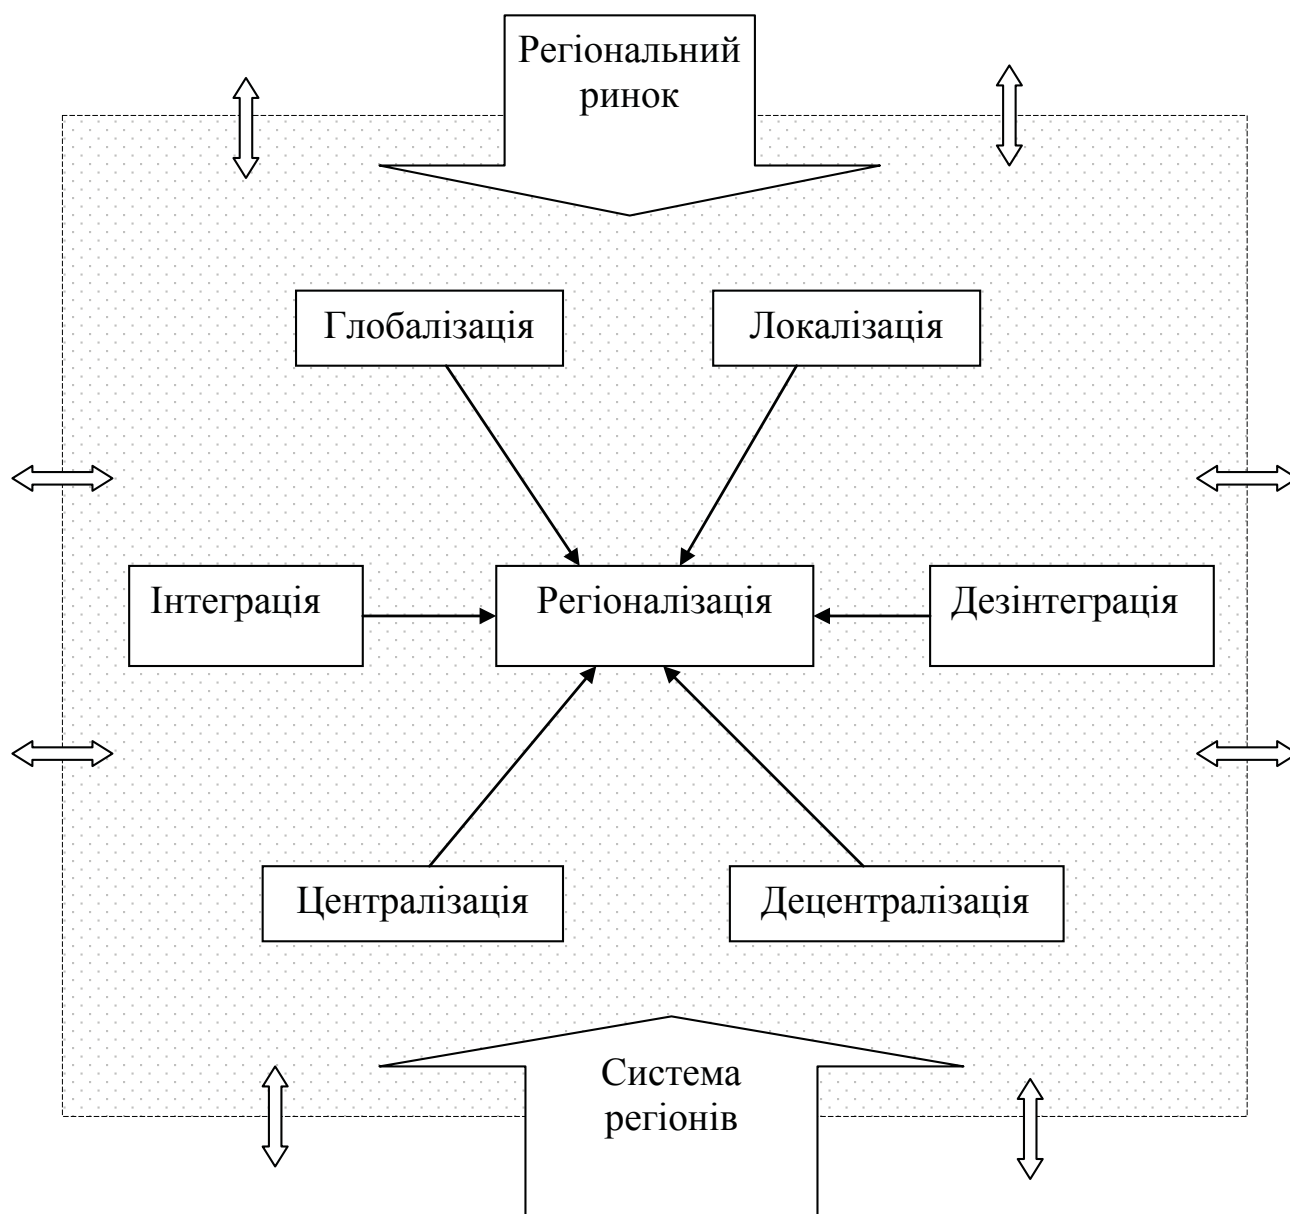 Регіональний
ринок
Глобалізація
Локалізація
Інтеграція
Регіоналізація
Дезінтеграція
Централізація
Децентралізація
Система
регіонів